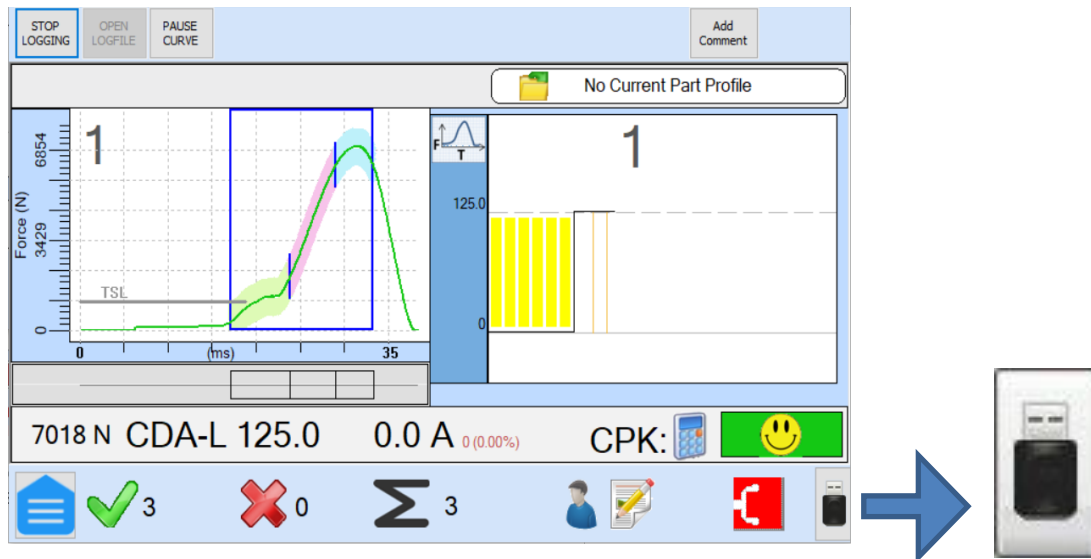 STOP
LOGGING
OPEN
LOGFILE
PAUSE
CURVE
Add
Comment
No Current Part Profile
Force (N)
6854
3429
0
1
TSL
0
(ms)
35
F
T
1
125.0
0
7018 N CDA-L 125.0 0.0 A 0 (0.00%) CPK:
3 0 Σ 3